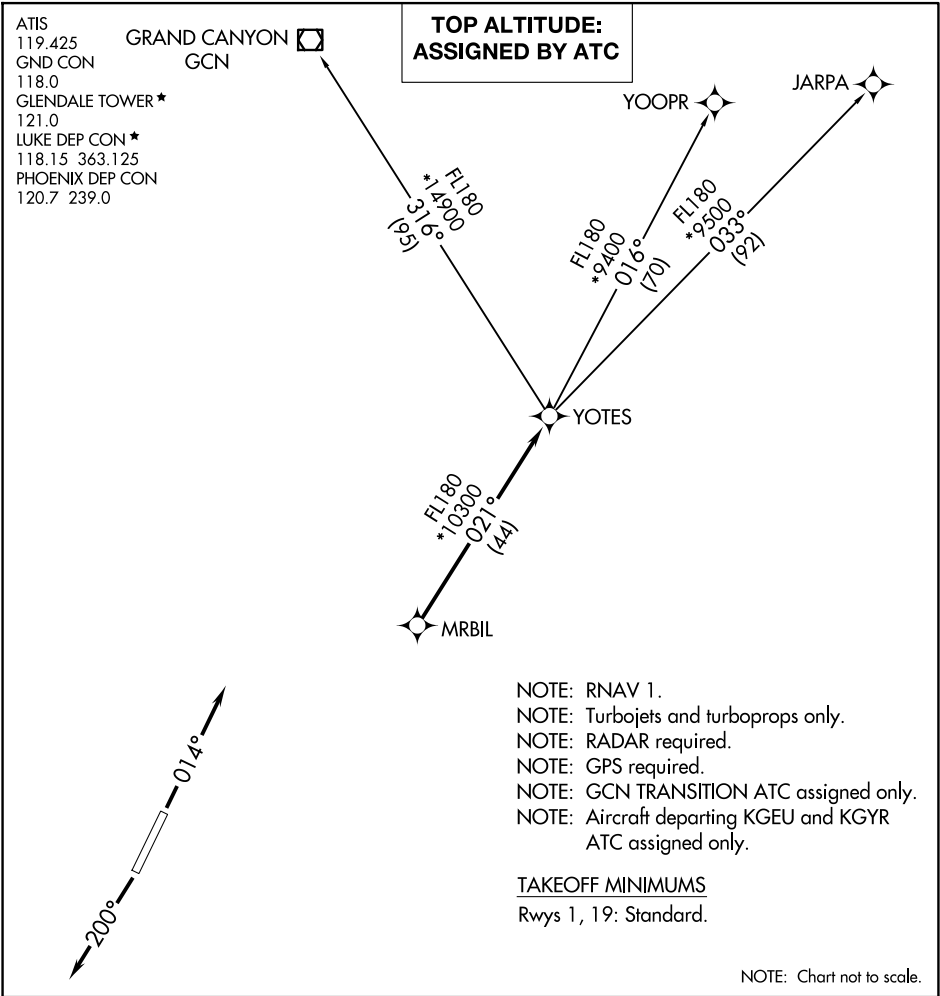 ATIS
119.425
GND CON
118.0
GLENDALE TOWER★
121.0
LUKE DEP CON★
118.15 363.125
PHOENIX DEP CON
120.7 239.0
GRAND CANYON
GCN
TOP ALTITUDE:
ASSIGNED BY ATC
YOOPR
JARPA
FL180
*14900
316°
(95)
FL180
*9400
016°
(70)
FL180
*9500
033°
(92)
YOTES
FL180
*10300
021°
(44)
MRBIL
014°
200°
NOTE: RNAV 1.
NOTE: Turbojets and turboprops only.
NOTE: RADAR required.
NOTE: GPS required.
NOTE: GCN TRANSITION ATC assigned only.
NOTE: Aircraft departing KGEU and KGYR
ATC assigned only.
TAKEOFF MINIMUMS
Rwys 1, 19: Standard.
NOTE: Chart not to scale.